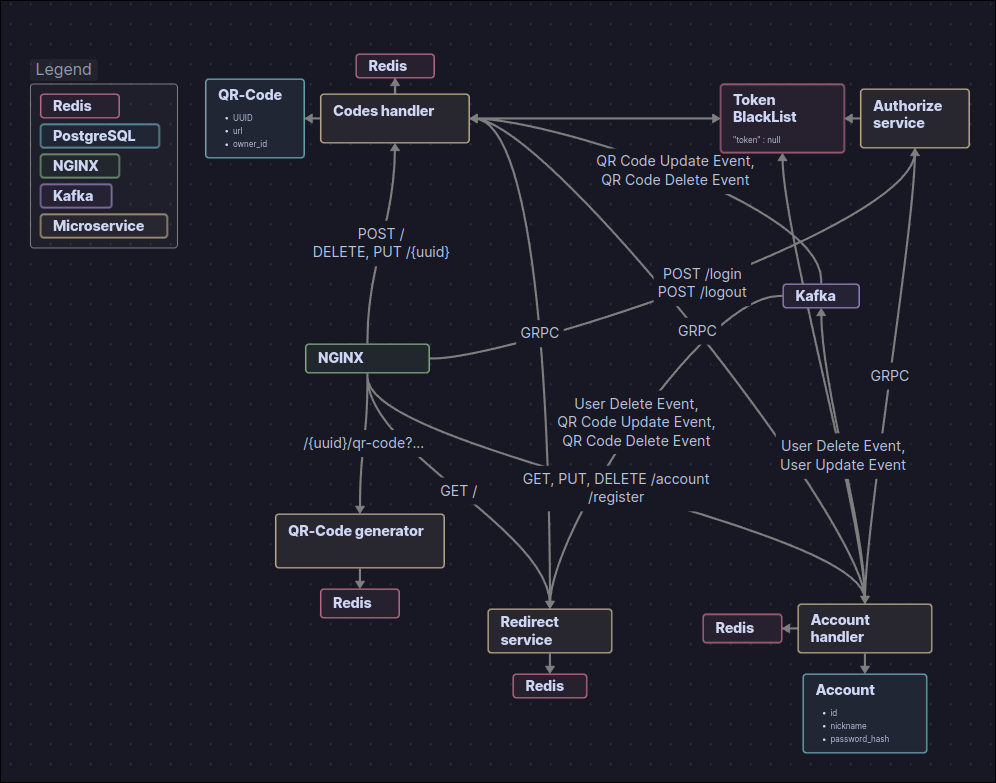 Legend
Redis
PostgreSQL
NGINX
Kafka
Microservice
QR-Code
• UUID
• url
• owner_id
Redis
Codes handler
Token
BlackList
"token" : null
Authorize
service
QR Code Update Event,
QR Code Delete Event
POST /
DELETE, PUT /{uuid}
POST /login
POST /logout
Kafka
GRPC
GRPC
NGINX
GRPC
User Delete Event,
QR Code Update Event,
QR Code Delete Event
/{uuid}/qr-code?...
User Delete Event,
User Update Event
GET /
GET, PUT, DELETE /account
/register
QR-Code generator
Redis
Redirect
service
Redis
Redis
Account
handler
Account
• id
• nickname
• password_hash